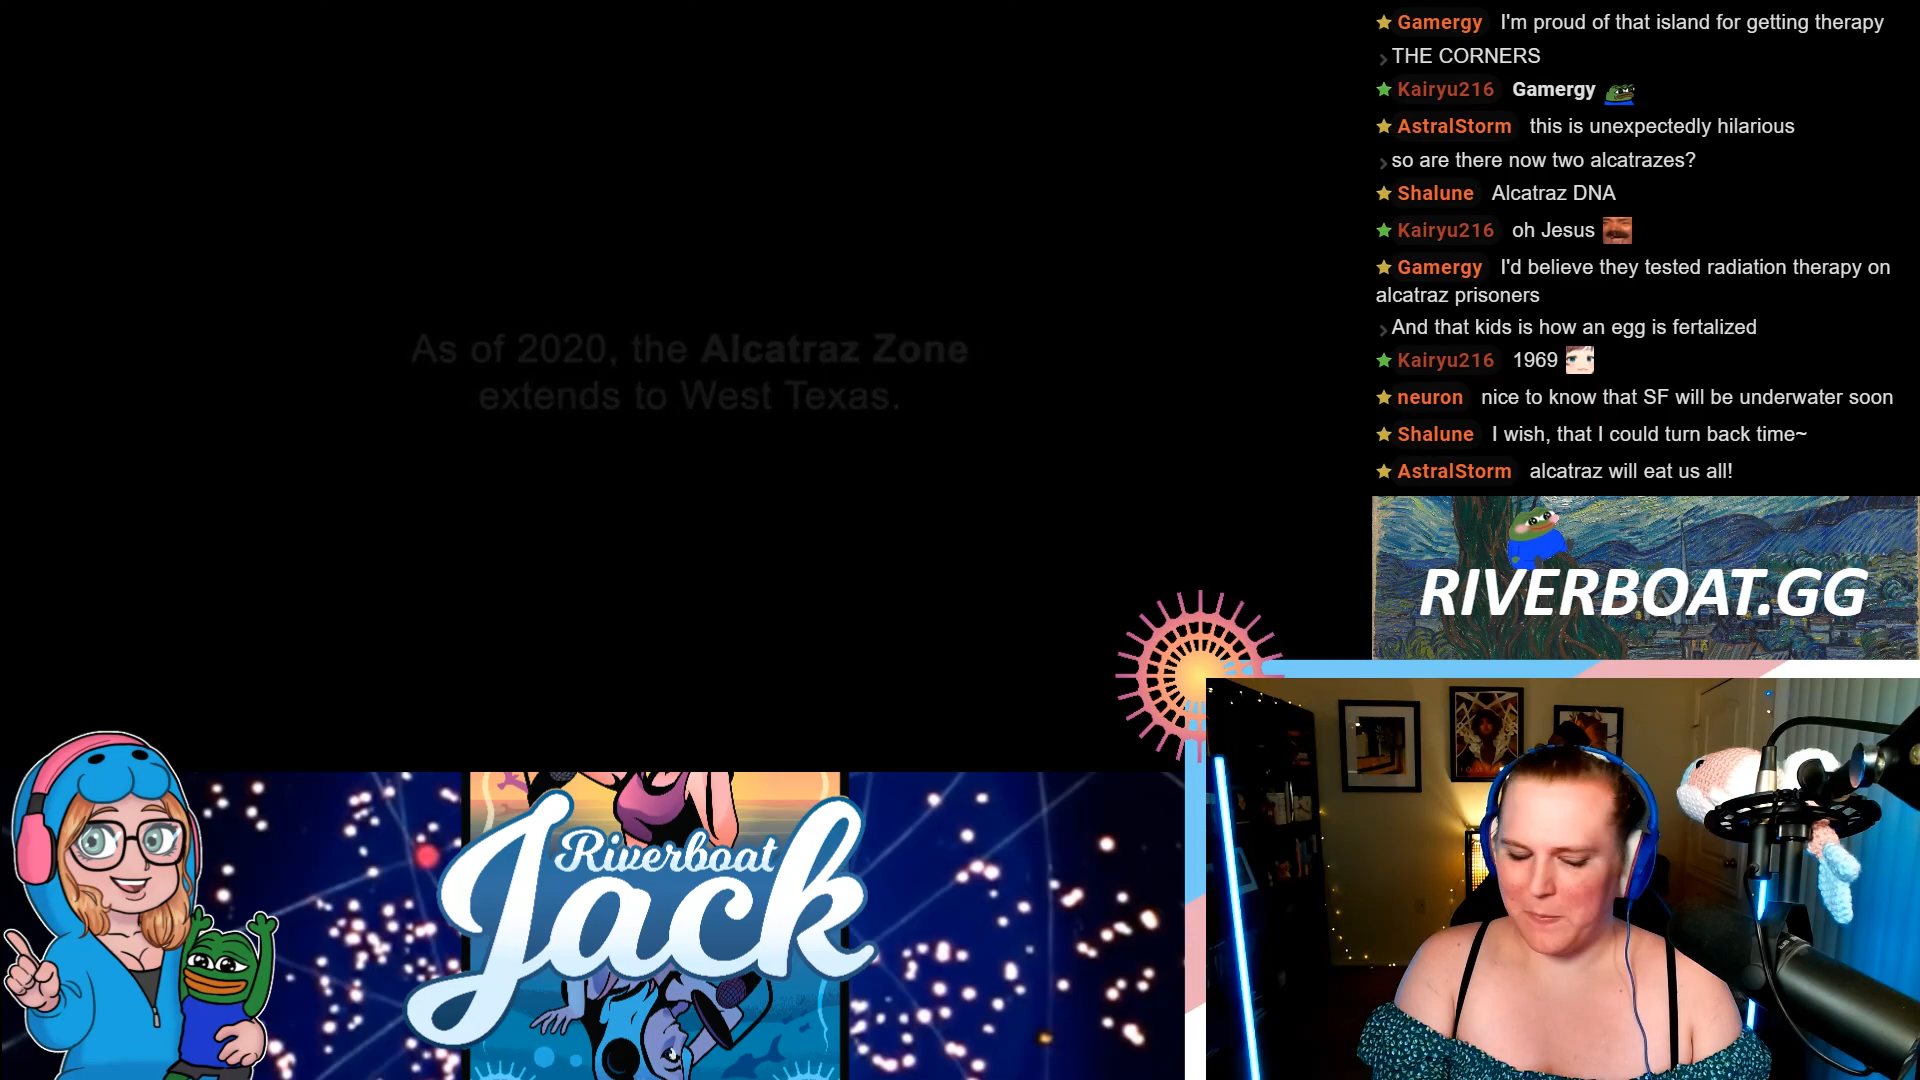 As of 2020, the Alcatraz Zone
extends to West Texas.
Gamergy I'm proud of that island for getting therapy
THE CORNERS
Kairyu216 Gamergy
AstralStorm this is unexpectedly hilarious
so are there now two alcatrazes?
Shalune Alcatraz DNA
Kairyu216 oh Jesus
Gamergy I'd believe they tested radiation therapy on
alcatraz prisoners
And that kids is how an egg is fertalized
Kairyu216 1969
neuron nice to know that SF will be underwater soon
Shalune I wish, that I could turn back time~
AstralStorm alcatraz will eat us all!
RIVERBOAT.GG
Riverboat
Jack